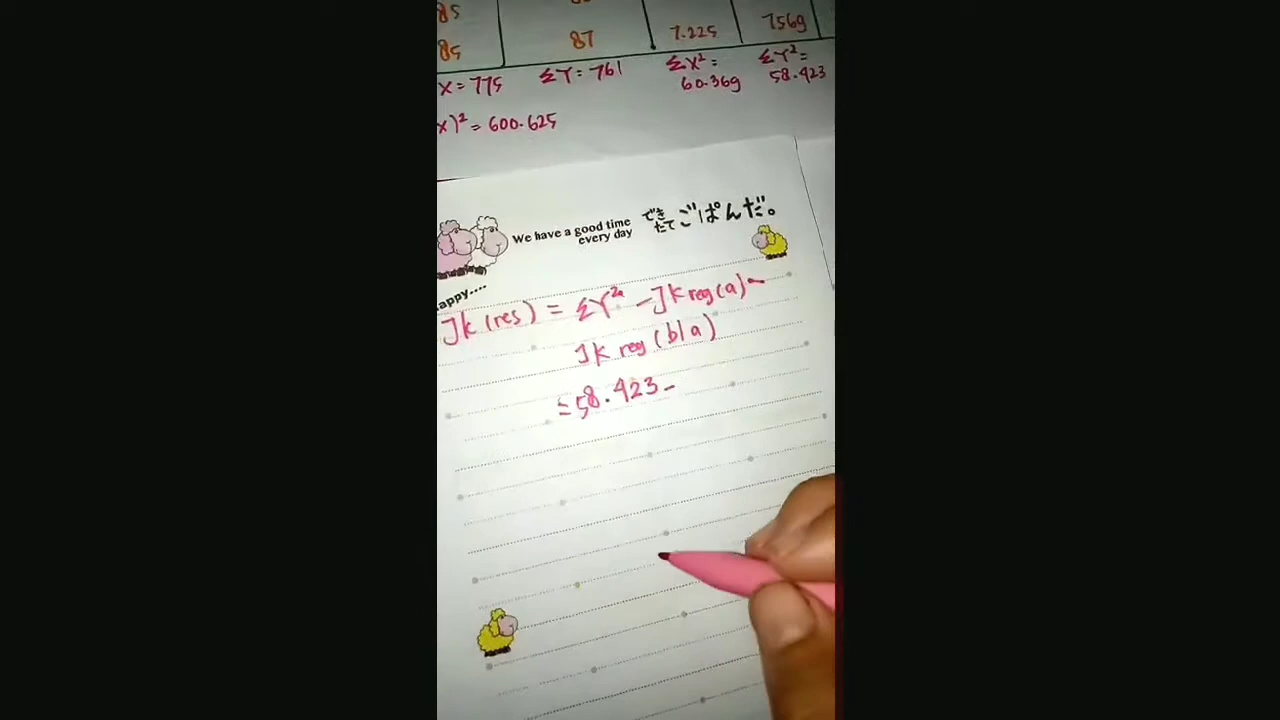 85
85 87 7.225 7569
X = 775 ΣY = 761 ΣX² = 60.369 ΣY² = 58.423
X)² = 600.625
We have a good time
every day
できたて ごぱんだ。
appy....
Jk (res) = ΣY² - Jk reg (a) -
Jk reg (b/a)
= 58.423 -